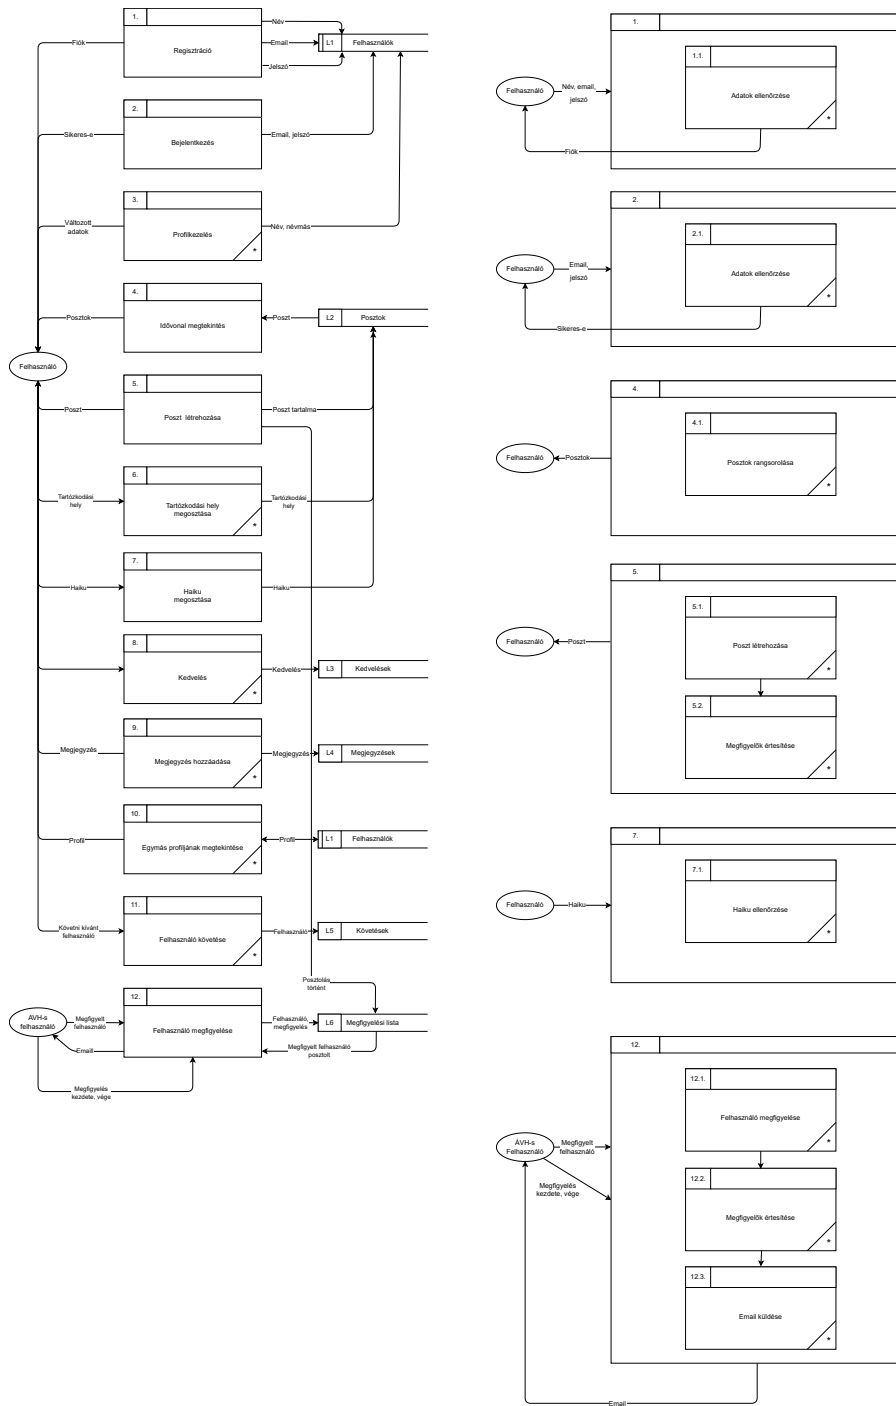 1.
Regisztráció
Fiók
Név
Email
Jelszó
L1
Felhasználók
2.
Bejelentkezés
Sikeres-e
Email, jelszó
3.
Profilkezelés
*
Változott
adatok
Név, névmás
4.
Idővonal megtekintés
Posztok
Poszt
L2
Posztok
Felhasználó
5.
Poszt létrehozása
Poszt
Poszt tartalma
6.
Tartózkodási hely
megosztása
*
Tartózkodási
hely
Tartózkodási
hely
7.
Haiku
megosztása
Haiku
Haiku
8.
Kedvelés
*
Kedvelés
L3
Kedvelések
9.
Megjegyzés hozzáadása
*
Megjegyzés
Megjegyzés
L4
Megjegyzések
10.
Egymás profiljának megtekintése
*
Profil
Profil
L1
Felhasználók
11.
Felhasználó követése
*
Követni kívánt
felhasználó
Felhasználó
L5
Követések
Posztolás
történt
12.
Felhasználó megfigyelése
AVH-s
felhasználó
Megfigyelt
felhasználó
Emaill
Felhasználó,
megfigyelés
L6
Megfigyelési lista
Megfigyelt felhasználó
posztolt
Megfigyelés
kezdete, vége
1.
1.1.
Adatok ellenőrzése
*
Felhasználó
Név, email,
jelszó
Fiók
2.
2.1.
Adatok ellenőrzése
*
Felhasználó
Email,
jelszó
Sikeres-e
4.
4.1.
Posztok rangsorolása
*
Felhasználó
Posztok
5.
5.1.
Poszt létrehozása
*
Felhasználó
Poszt
5.2.
Megfigyelők értesítése
*
7.
7.1.
Haiku ellenőrzése
*
Felhasználó
Haiku
12.
12.1.
Felhasználó megfigyelése
*
ÁVH-s
Felhasználó
Megfigyelt
felhasználó
Megfigyelés
kezdete, vége
12.2.
Megfigyelők értesítése
*
12.3.
Email küldése
*
Email